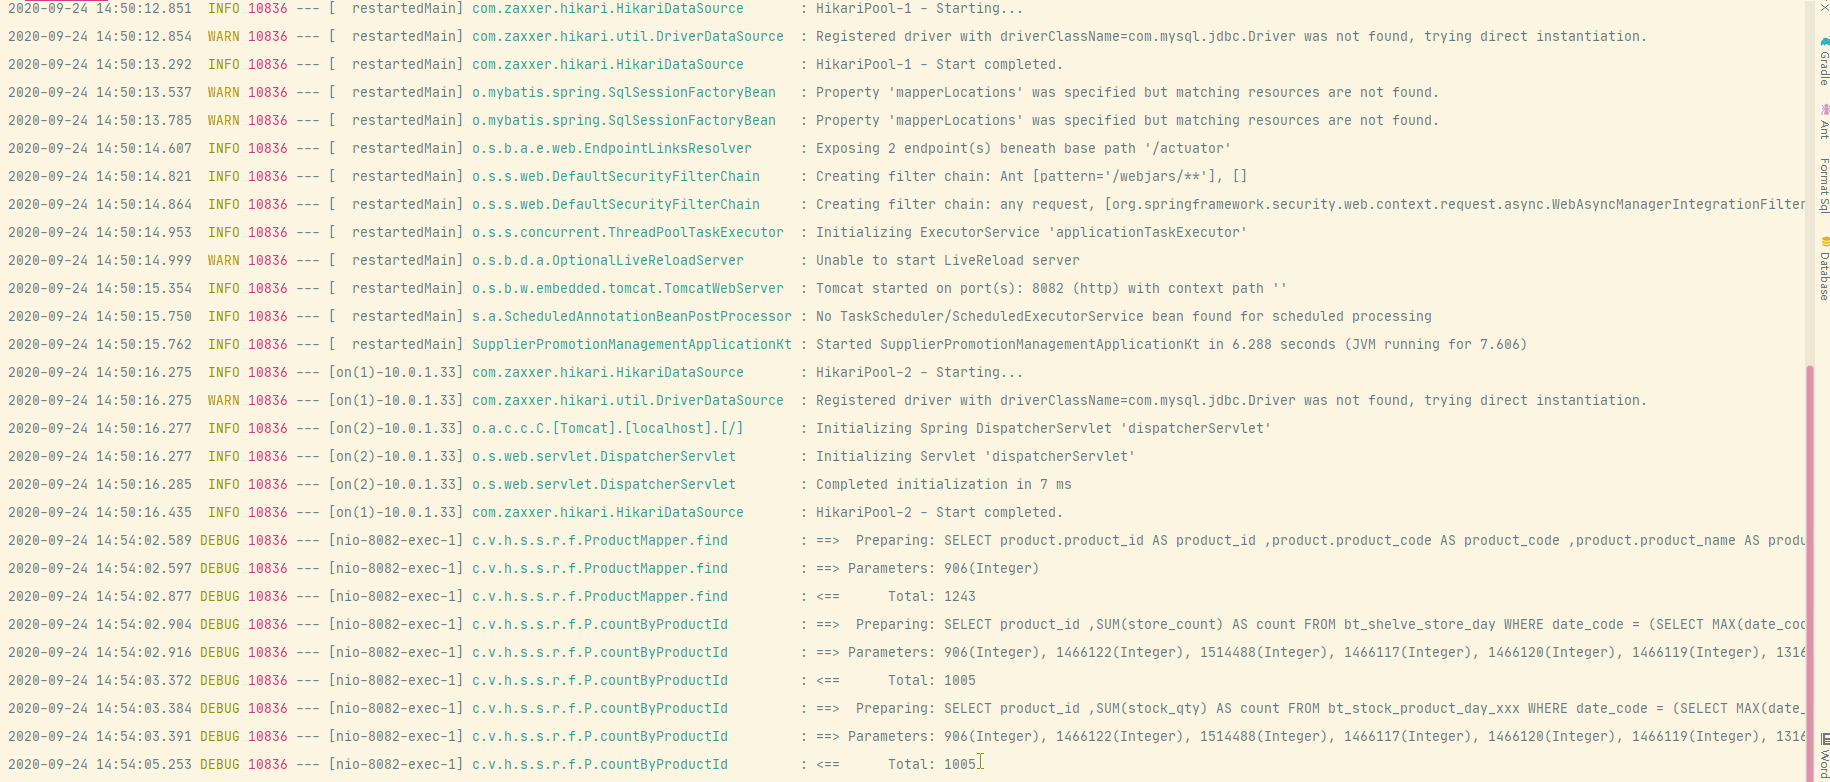 2020-09-24 14:50:12.851  INFO 10836 --- [  restartedMain] com.zaxxer.hikari.HikariDataSource       : HikariPool-1 - Starting...
2020-09-24 14:50:12.854  WARN 10836 --- [  restartedMain] com.zaxxer.hikari.util.DriverDataSource  : Registered driver with driverClassName=com.mysql.jdbc.Driver was not found, trying direct instantiation.
2020-09-24 14:50:13.292  INFO 10836 --- [  restartedMain] com.zaxxer.hikari.HikariDataSource       : HikariPool-1 - Start completed.
2020-09-24 14:50:13.537  WARN 10836 --- [  restartedMain] o.mybatis.spring.SqlSessionFactoryBean   : Property 'mapperLocations' was specified but matching resources are not found.
2020-09-24 14:50:13.785  WARN 10836 --- [  restartedMain] o.mybatis.spring.SqlSessionFactoryBean   : Property 'mapperLocations' was specified but matching resources are not found.
2020-09-24 14:50:14.607  INFO 10836 --- [  restartedMain] o.s.b.a.e.web.EndpointLinksResolver      : Exposing 2 endpoint(s) beneath base path '/actuator'
2020-09-24 14:50:14.821  INFO 10836 --- [  restartedMain] o.s.s.web.DefaultSecurityFilterChain     : Creating filter chain: Ant [pattern='/webjars/**'], []
2020-09-24 14:50:14.864  INFO 10836 --- [  restartedMain] o.s.s.web.DefaultSecurityFilterChain     : Creating filter chain: any request, [org.springframework.security.web.context.request.async.WebAsyncManagerIntegrationFilter
2020-09-24 14:50:14.953  INFO 10836 --- [  restartedMain] o.s.s.concurrent.ThreadPoolTaskExecutor  : Initializing ExecutorService 'applicationTaskExecutor'
2020-09-24 14:50:14.999  WARN 10836 --- [  restartedMain] o.s.b.d.a.OptionalLiveReloadServer       : Unable to start LiveReload server
2020-09-24 14:50:15.354  INFO 10836 --- [  restartedMain] o.s.b.w.embedded.tomcat.TomcatWebServer  : Tomcat started on port(s): 8082 (http) with context path ''
2020-09-24 14:50:15.750  INFO 10836 --- [  restartedMain] s.a.ScheduledAnnotationBeanPostProcessor : No TaskScheduler/ScheduledExecutorService bean found for scheduled processing
2020-09-24 14:50:15.762  INFO 10836 --- [  restartedMain] SupplierPromotionManagementApplicationKt : Started SupplierPromotionManagementApplicationKt in 6.288 seconds (JVM running for 7.606)
2020-09-24 14:50:16.275  INFO 10836 --- [on(1)-10.0.1.33] com.zaxxer.hikari.HikariDataSource       : HikariPool-2 - Starting...
2020-09-24 14:50:16.275  WARN 10836 --- [on(1)-10.0.1.33] com.zaxxer.hikari.util.DriverDataSource  : Registered driver with driverClassName=com.mysql.jdbc.Driver was not found, trying direct instantiation.
2020-09-24 14:50:16.277  INFO 10836 --- [on(2)-10.0.1.33] o.a.c.c.C.[Tomcat].[localhost].[/]       : Initializing Spring DispatcherServlet 'dispatcherServlet'
2020-09-24 14:50:16.277  INFO 10836 --- [on(2)-10.0.1.33] o.s.web.servlet.DispatcherServlet        : Initializing Servlet 'dispatcherServlet'
2020-09-24 14:50:16.285  INFO 10836 --- [on(2)-10.0.1.33] o.s.web.servlet.DispatcherServlet        : Completed initialization in 7 ms
2020-09-24 14:50:16.435  INFO 10836 --- [on(1)-10.0.1.33] com.zaxxer.hikari.HikariDataSource       : HikariPool-2 - Start completed.
2020-09-24 14:54:02.589 DEBUG 10836 --- [nio-8082-exec-1] c.v.h.s.s.r.f.ProductMapper.find         : ==>  Preparing: SELECT product.product_id AS product_id ,product.product_code AS product_code ,product.product_name AS produ
2020-09-24 14:54:02.597 DEBUG 10836 --- [nio-8082-exec-1] c.v.h.s.s.r.f.ProductMapper.find         : ==> Parameters: 906(Integer)
2020-09-24 14:54:02.877 DEBUG 10836 --- [nio-8082-exec-1] c.v.h.s.s.r.f.ProductMapper.find         : <==      Total: 1243
2020-09-24 14:54:02.904 DEBUG 10836 --- [nio-8082-exec-1] c.v.h.s.s.r.f.P.countByProductId         : ==>  Preparing: SELECT product_id ,SUM(store_count) AS count FROM bt_shelve_store_day WHERE date_code = (SELECT MAX(date_cod
2020-09-24 14:54:02.916 DEBUG 10836 --- [nio-8082-exec-1] c.v.h.s.s.r.f.P.countByProductId         : ==> Parameters: 906(Integer), 1466122(Integer), 1514488(Integer), 1466117(Integer), 1466120(Integer), 1466119(Integer), 1316
2020-09-24 14:54:03.372 DEBUG 10836 --- [nio-8082-exec-1] c.v.h.s.s.r.f.P.countByProductId         : <==      Total: 1005
2020-09-24 14:54:03.384 DEBUG 10836 --- [nio-8082-exec-1] c.v.h.s.s.r.f.P.countByProductId         : ==>  Preparing: SELECT product_id ,SUM(stock_qty) AS count FROM bt_stock_product_day_xxx WHERE date_code = (SELECT MAX(date_
2020-09-24 14:54:03.391 DEBUG 10836 --- [nio-8082-exec-1] c.v.h.s.s.r.f.P.countByProductId         : ==> Parameters: 906(Integer), 1466122(Integer), 1514488(Integer), 1466117(Integer), 1466120(Integer), 1466119(Integer), 1316
2020-09-24 14:54:05.253 DEBUG 10836 --- [nio-8082-exec-1] c.v.h.s.s.r.f.P.countByProductId         : <==      Total: 1005
Gradle
Ant
Format Sql
Database
Word